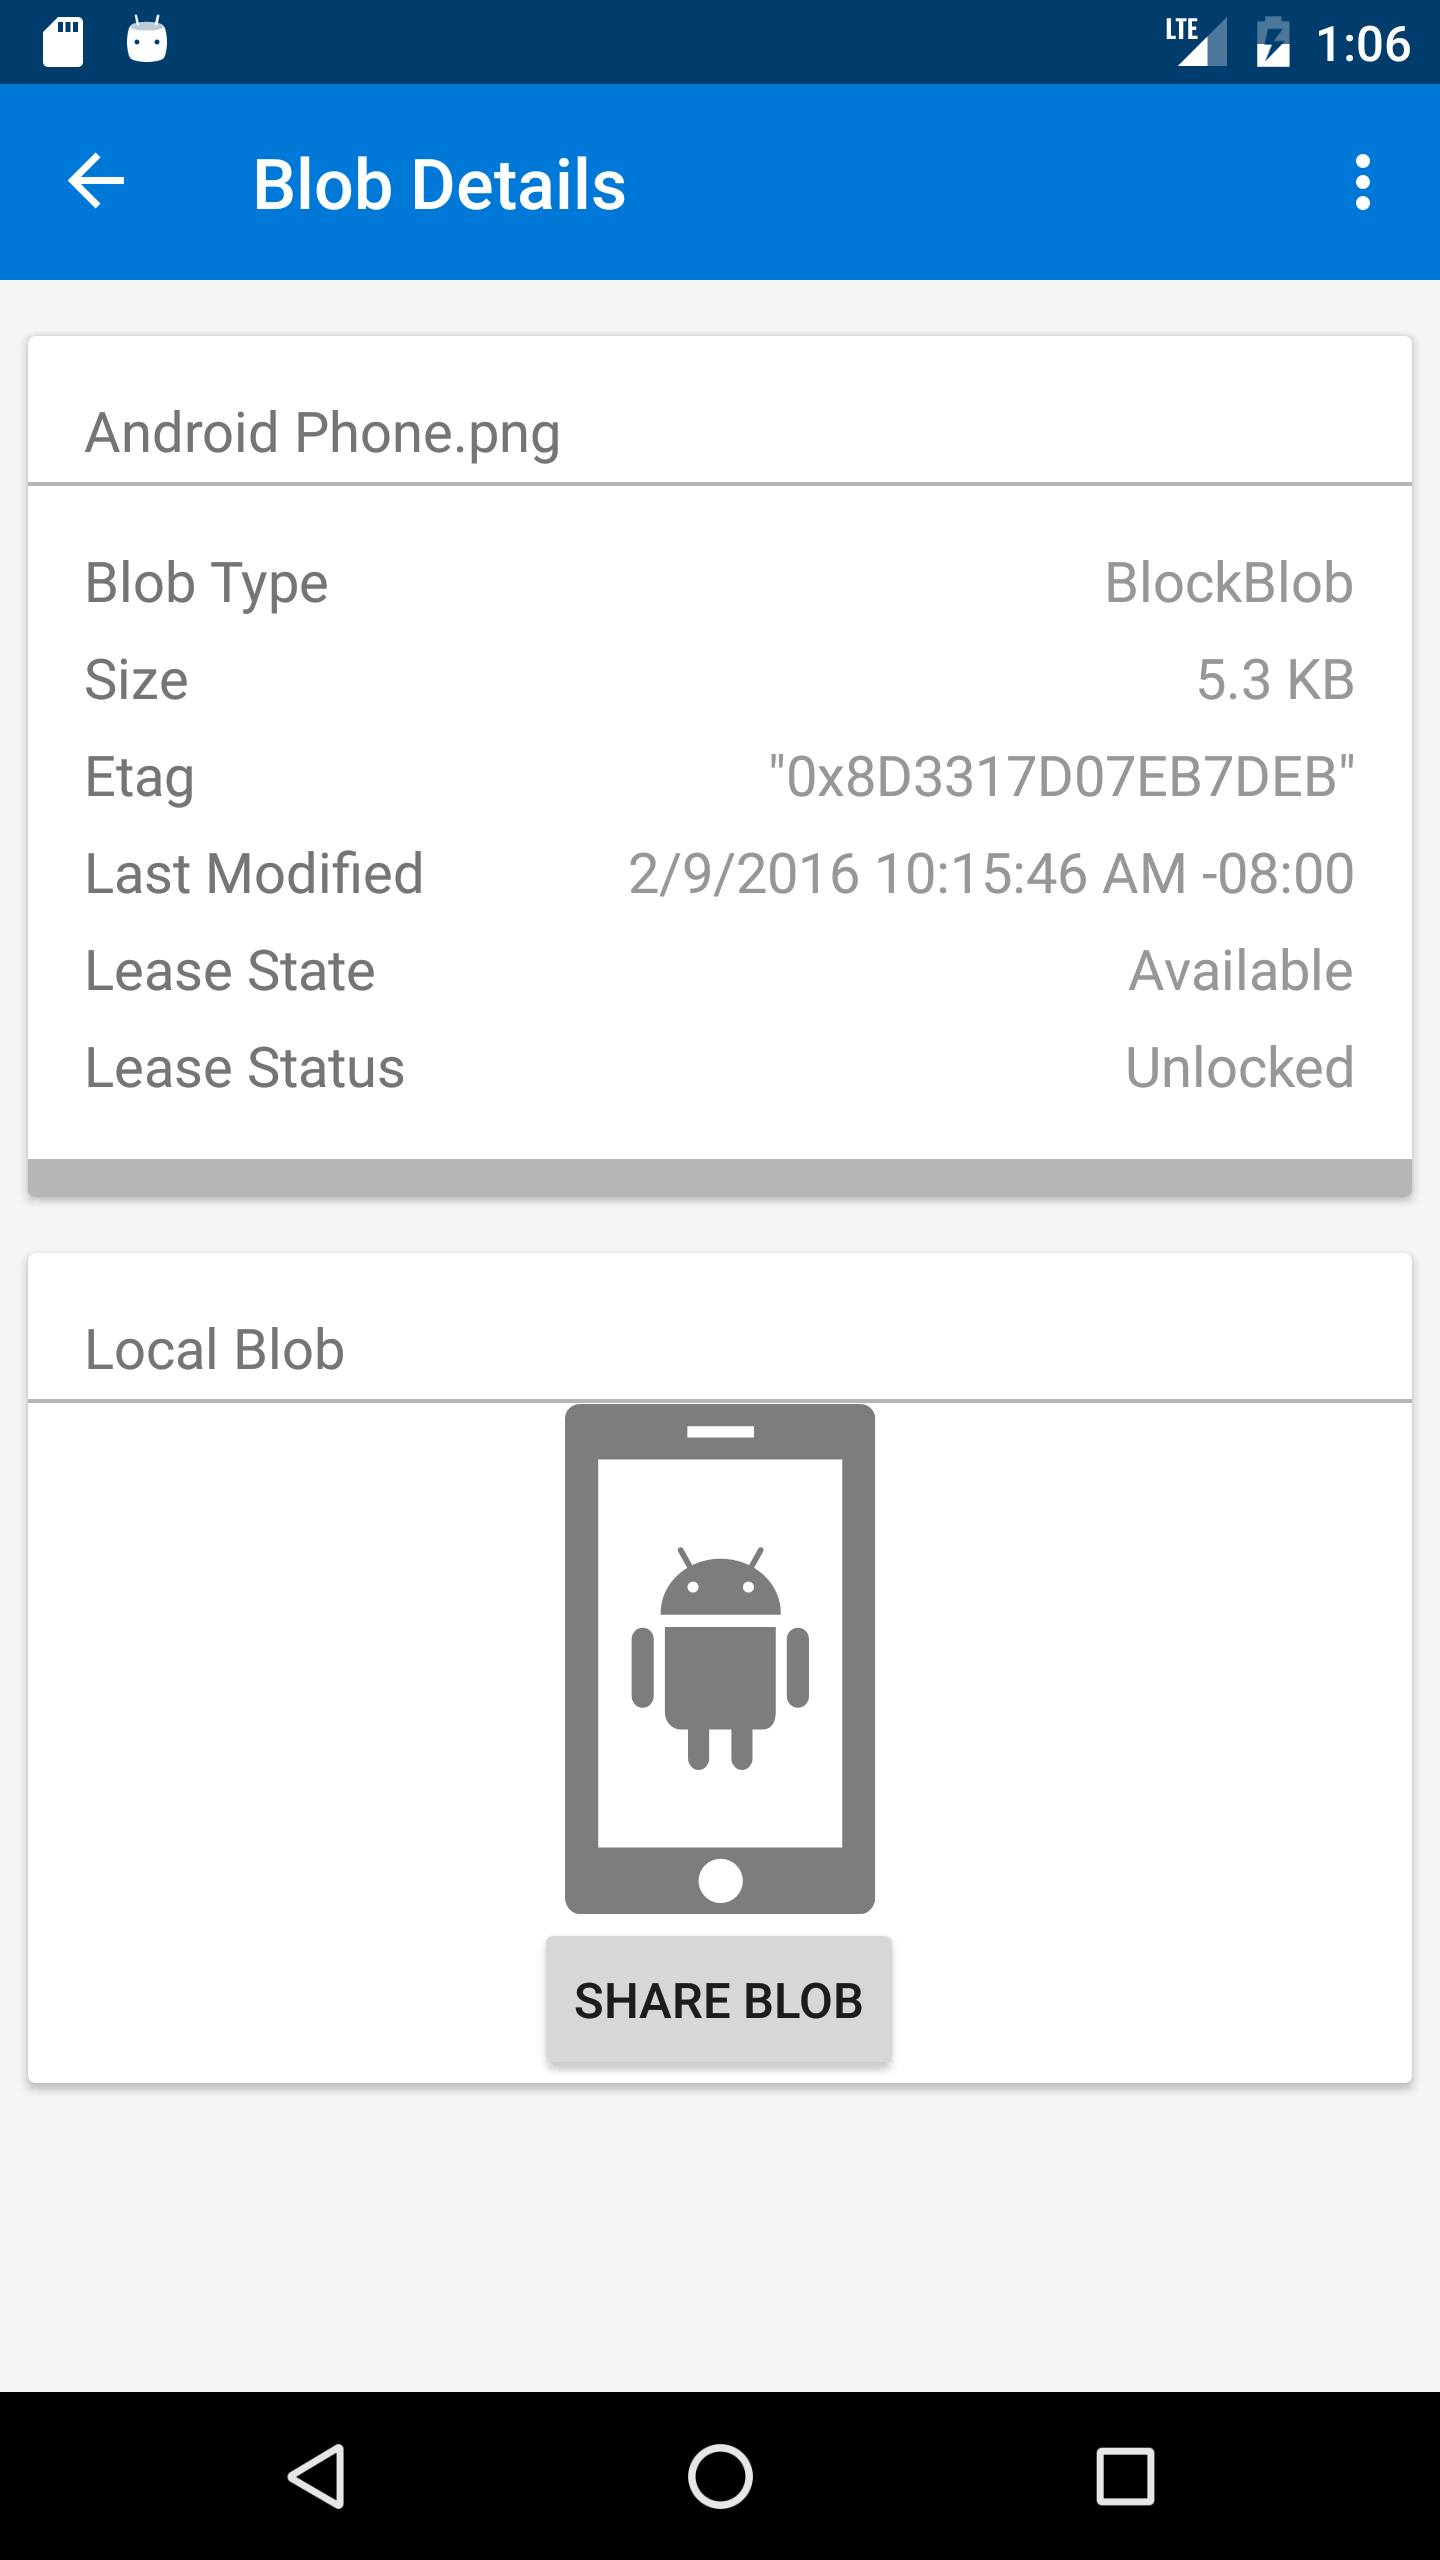 LTE 1:06
Blob Details
Android Phone.png
Blob Type BlockBlob
Size 5.3 KB
Etag "0x8D3317D07EB7DEB"
Last Modified 2/9/2016 10:15:46 AM -08:00
Lease State Available
Lease Status Unlocked
Local Blob
SHARE BLOB